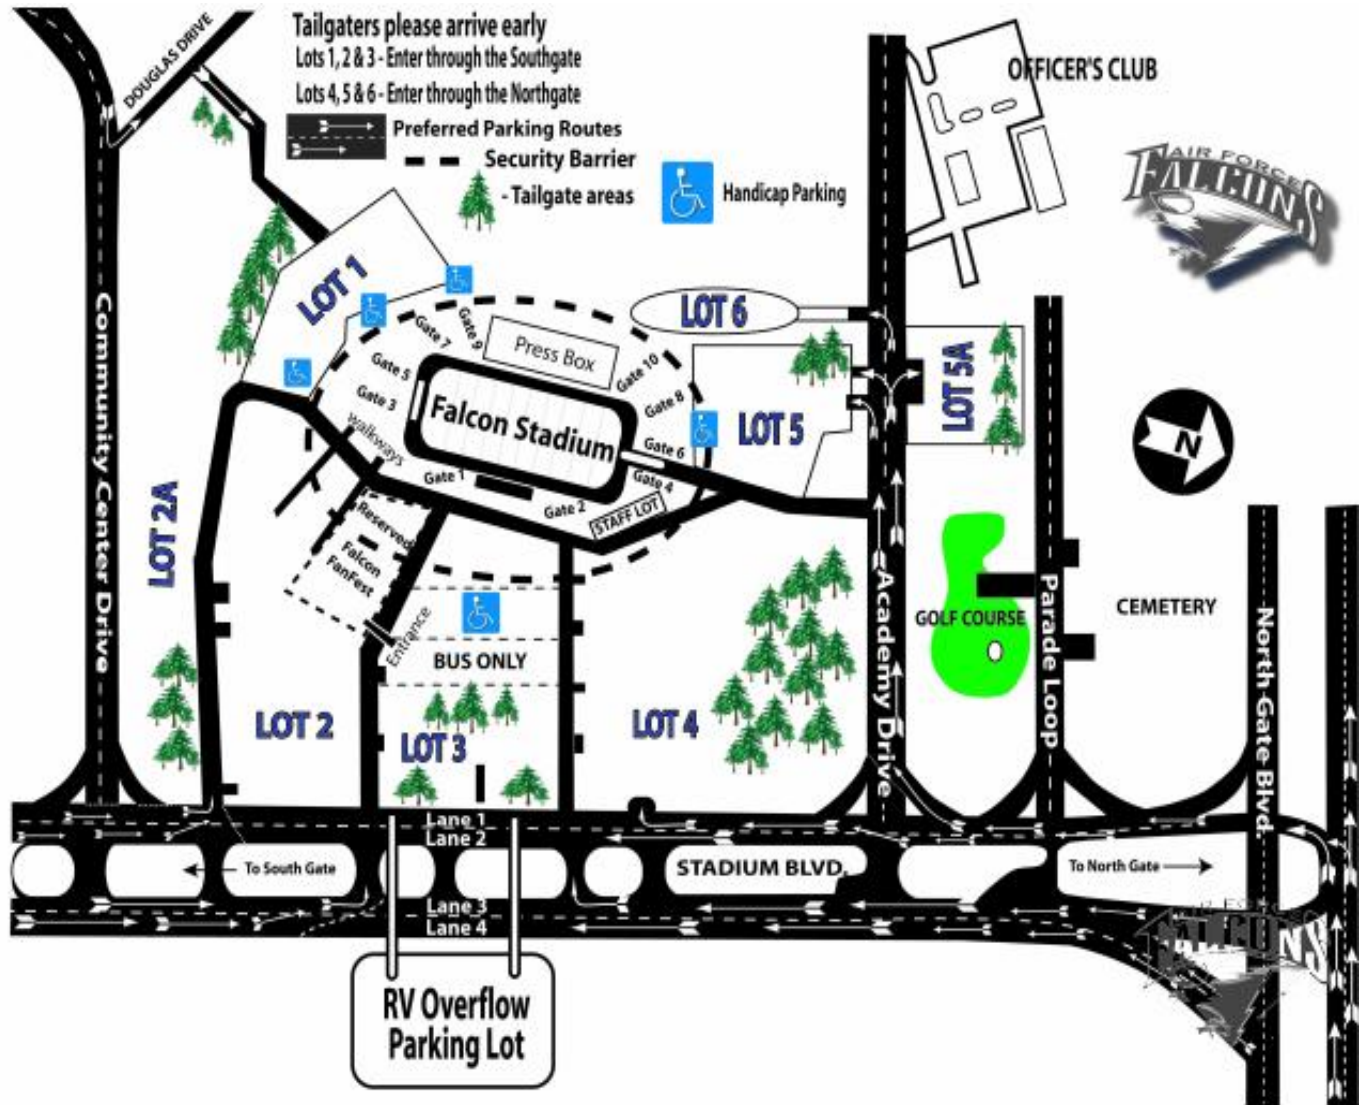 Tailgaters please arrive early
Lots 1, 2 & 3 - Enter through the Southgate
Lots 4, 5 & 6 - Enter through the Northgate
Preferred Parking Routes
Security Barrier
- Tailgate areas
Handicap Parking
DOUGLAS DRIVE
OFFICER'S CLUB
AIR FORCE
FALCONS
Community Center Drive
LOT 1
LOT 6
LOT 5A
LOT 5
Gate 7
Gate 9
Press Box
Gate 10
Gate 5
Gate 3
Gate 8
Falcon Stadium
Gate 6
walkways
Gate 1
Gate 4
Gate 2
STAFF LOT
N
LOT 2A
Reserved
Falcon
FanFest
Entrance
BUS ONLY
LOT 2
LOT 3
LOT 4
Academy Drive
GOLF COURSE
Parade Loop
CEMETERY
North Gate Blvd.
Lane 1
Lane 2
To South Gate
STADIUM BLVD.
To North Gate
Lane 3
Lane 4
AIR FORCE
FALCONS
RV Overflow
Parking Lot